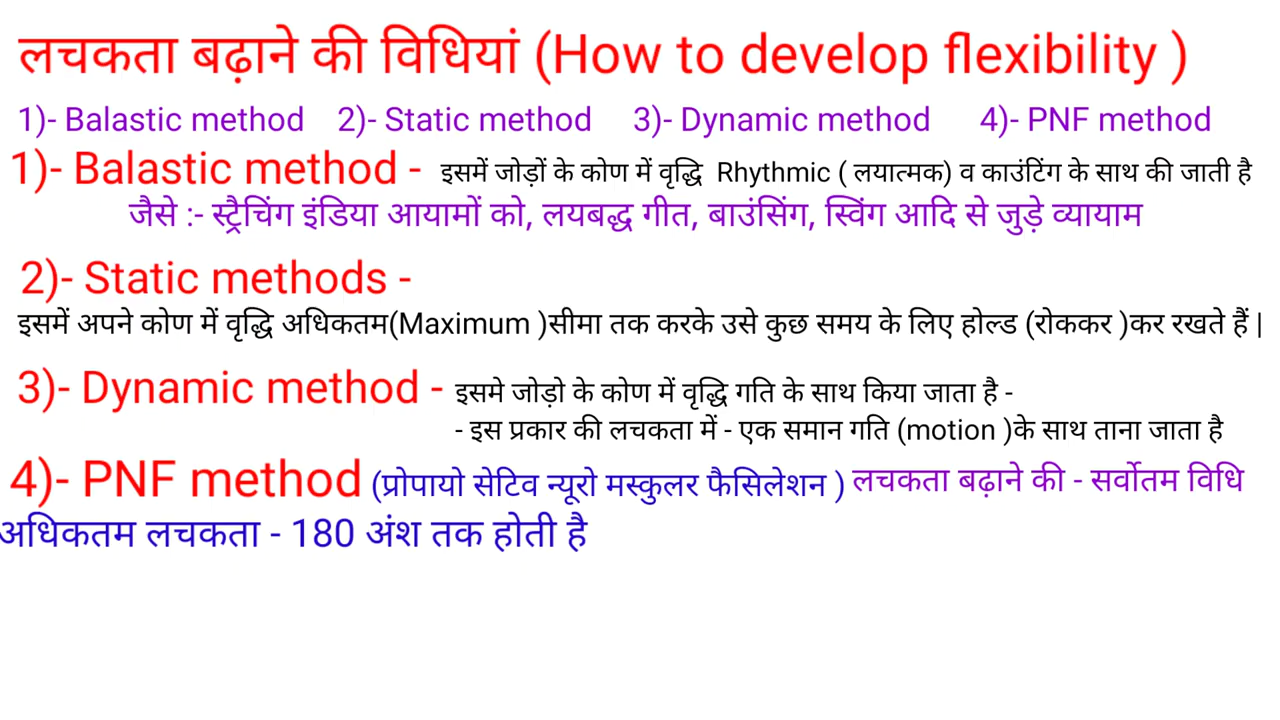 लचकता बढ़ाने की विधियां (How to develop flexibility )
1)- Balastic method 2)- Static method 3)- Dynamic method 4)- PNF method
1)- Balastic method - इसमें जोड़ों के कोण में वृद्धि Rhythmic ( लयात्मक) व काउंटिंग के साथ की जाती है
जैसे :- स्ट्रैचिंग इंडिया आयामों को, लयबद्ध गीत, बाउंसिंग, स्विंग आदि से जुड़े व्यायाम
2)- Static methods -
इसमें अपने कोण में वृद्धि अधिकतम(Maximum )सीमा तक करके उसे कुछ समय के लिए होल्ड (रोककर )कर रखते हैं |
3)- Dynamic method - इसमे जोड़ो के कोण में वृद्धि गति के साथ किया जाता है -
- इस प्रकार की लचकता में - एक समान गति (motion )के साथ ताना जाता है
4)- PNF method (प्रोपायो सेटिव न्यूरो मस्कुलर फैसिलेशन ) लचकता बढ़ाने की - सर्वोतम विधि
अधिकतम लचकता - 180 अंश तक होती है